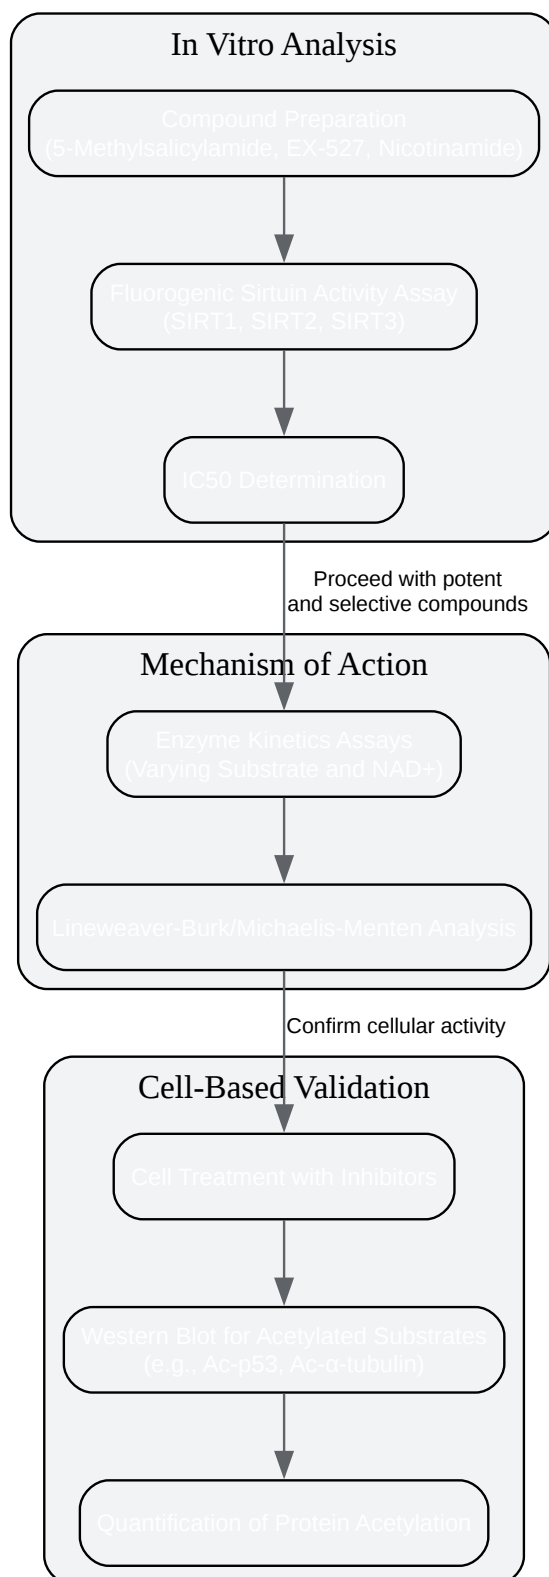 In Vitro Analysis
Compound Preparation
(5-Methylsalicylamide, EX-527, Nicotinamide)
Fluorogenic Sirtuin Activity Assay
(SIRT1, SIRT2, SIRT3)
IC50 Determination
Proceed with potent
and selective compounds
Mechanism of Action
Enzyme Kinetics Assays
(Varying Substrate and NAD+)
Lineweaver-Burk/Michaelis-Menten Analysis
Confirm cellular activity
Cell-Based Validation
Cell Treatment with Inhibitors
Western Blot for Acetylated Substrates
(e.g., Ac-p53, Ac-α-tubulin)
Quantification of Protein Acetylation